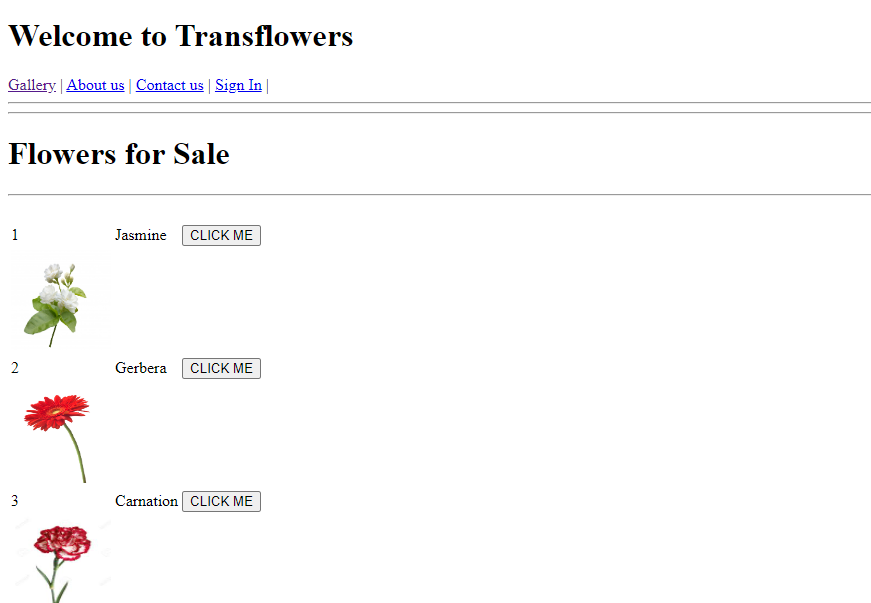 Welcome to Transflowers
Gallery | About us | Contact us | Sign In |
Flowers for Sale
1 Jasmine CLICK ME
2 Gerbera CLICK ME
3 Carnation CLICK ME